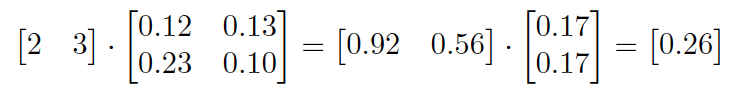 [2 3] · [0.12 0.13
0.23 0.10] = [0.92 0.56] · [0.17
0.17] = [0.26]